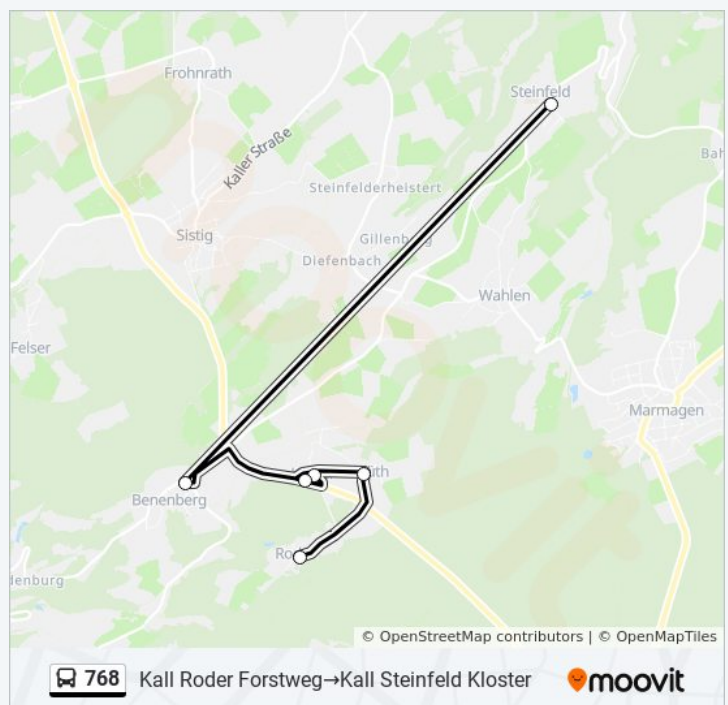 Frohnrath
Steinfeld
Kaller Straße
Bah
Steinfelderheistert
Sistig
Gillenberg
Diefenbach
Wahlen
Felser
Marmagen
üth
Benenberg
Ro
denburg
© OpenStreetMap contributors | © OpenMapTiles
768 Kall Roder Forstweg→Kall Steinfeld Kloster moovit